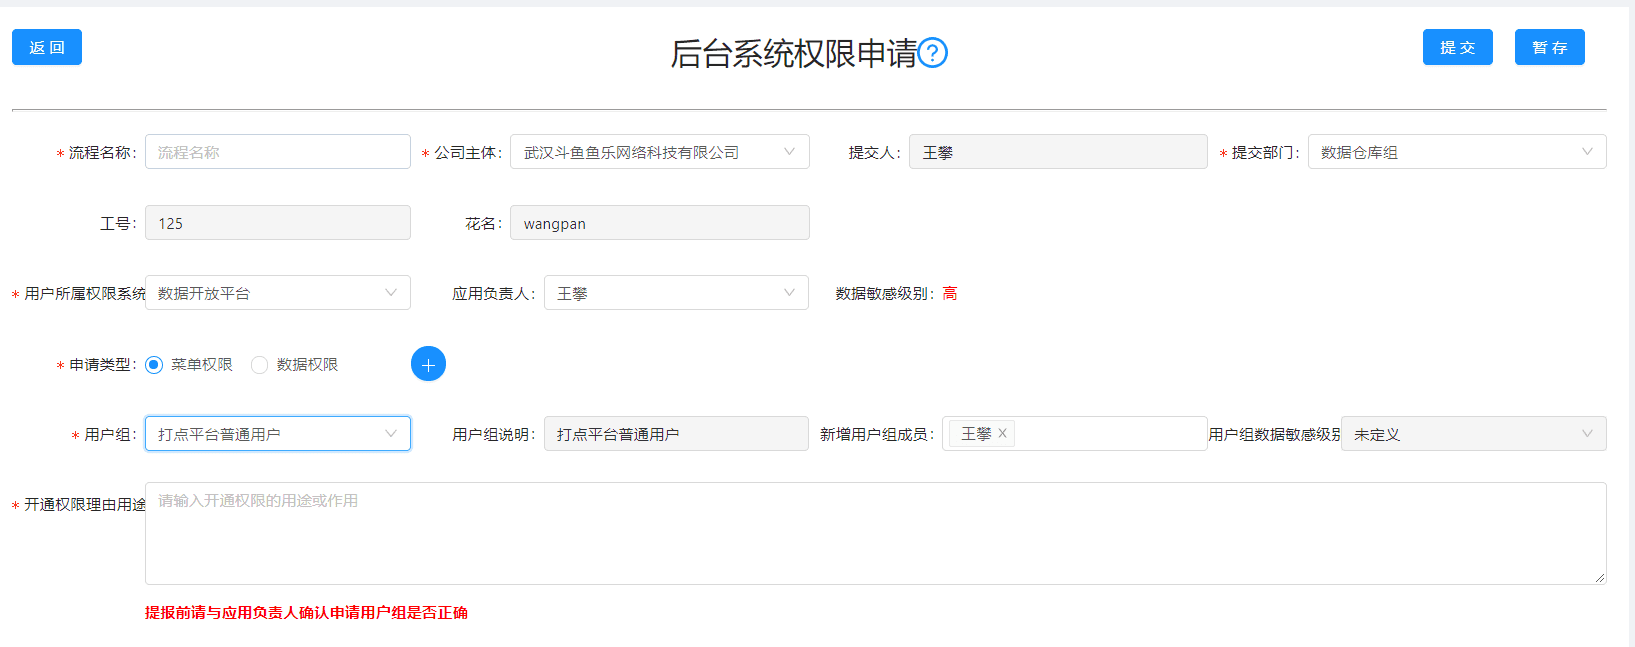 返 回
后台系统权限申请?
提 交
暂 存
* 流程名称: 流程名称 * 公司主体: 武汉斗鱼鱼乐网络科技有限公司 提交人: 王攀 * 提交部门: 数据仓库组
工号: 125 花名: wangpan
* 用户所属权限系统 数据开放平台 应用负责人: 王攀 数据敏感级别: 高
* 申请类型: 菜单权限 数据权限 +
* 用户组: 打点平台普通用户 用户组说明: 打点平台普通用户 新增用户组成员: 王攀 X 用户组数据敏感级别 未定义
* 开通权限理由用途 请输入开通权限的用途或作用
提报前请与应用负责人确认申请用户组是否正确